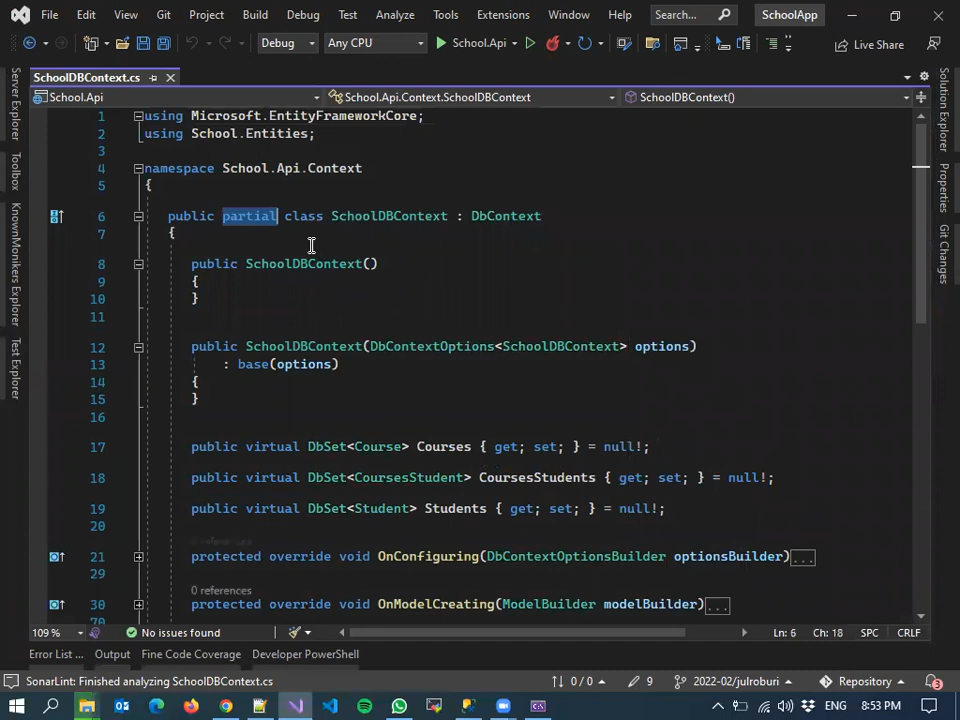 File Edit View Git Project Build Debug Test Analyze Tools Extensions Window Help Search... SchoolApp
Debug Any CPU School.Api Live Share
SchoolDBContext.cs
School.Api School.Api.Context.SchoolDBContext SchoolDBContext()
Server Explorer
Toolbox
KnownMonikers Explorer
Test Explorer
1 using Microsoft.EntityFrameworkCore;
2 using School.Entities;
3
4 namespace School.Api.Context
5 {
6 public partial class SchoolDBContext : DbContext
7 {
8 public SchoolDBContext()
9 {
10 }
11
12 public SchoolDBContext(DbContextOptions<SchoolDBContext> options)
13 : base(options)
14 {
15 }
16
17 public virtual DbSet<Course> Courses { get; set; } = null!;
18 public virtual DbSet<CoursesStudent> CoursesStudents { get; set; } = null!;
19 public virtual DbSet<Student> Students { get; set; } = null!;
20
0 references
21 protected override void OnConfiguring(DbContextOptionsBuilder optionsBuilder)...
29
0 references
30 protected override void OnModelCreating(ModelBuilder modelBuilder)...
70
Solution Explorer
Properties
Git Changes
109 % No issues found Ln: 6 Ch: 18 SPC CRLF
Error List ... Output Fine Code Coverage Developer PowerShell
SonarLint: Finished analyzing SchoolDBContext.cs 0 / 0 9 2022-02/julroburi Repository 3
ENG 8:53 PM